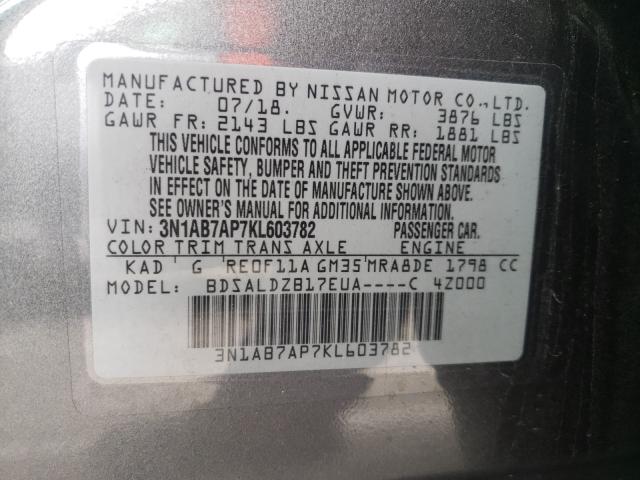 MANUFACTURED BY NISSAN MOTOR CO.,LTD.
DATE: 07/18. GVWR: 3876 LBS
GAWR FR: 2143 LBS GAWR RR: 1881 LBS
THIS VEHICLE CONFORMS TO ALL APPLICABLE FEDERAL MOTOR
VEHICLE SAFETY, BUMPER AND THEFT PREVENTION STANDARDS
IN EFFECT ON THE DATE OF MANUFACTURE SHOWN ABOVE.
SEE OWNER'S MANUAL FOR ADDITIONAL INFORMATION.
VIN: 3N1AB7AP7KL603782 PASSENGER CAR.
COLOR TRIM TRANS AXLE ENGINE
KAD G RE0F11A GM35 MRA8DE 1798 CC
MODEL: BDSALDZB17EUA----C 4Z000
3N1AB7AP7KL603782